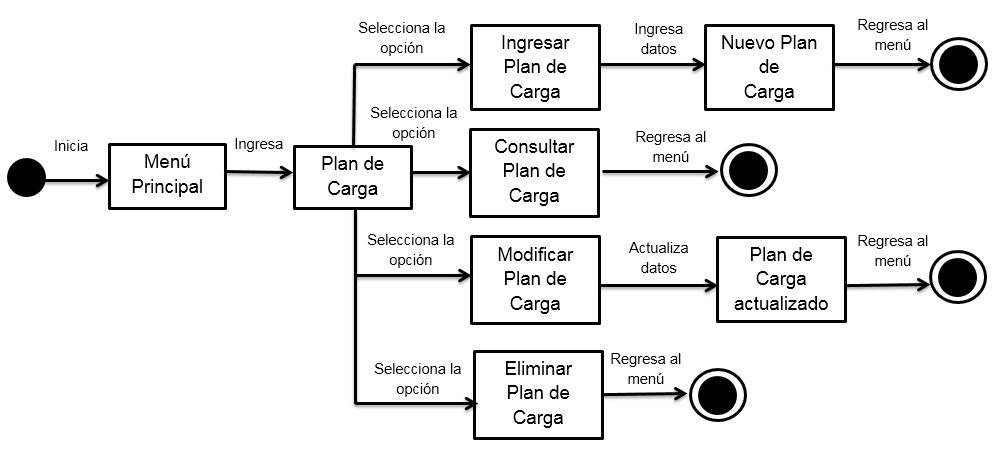 Inicia
Menú
Principal
Ingresa
Plan de
Carga
Selecciona la
opción
Ingresar
Plan de
Carga
Ingresa
datos
Nuevo Plan
de
Carga
Regresa al
menú
Selecciona la
opción
Consultar
Plan de
Carga
Regresa al
menú
Selecciona la
opción
Modificar
Plan de
Carga
Actualiza
datos
Plan de
Carga
actualizado
Regresa al
menú
Selecciona la
opción
Eliminar
Plan de
Carga
Regresa al
menú